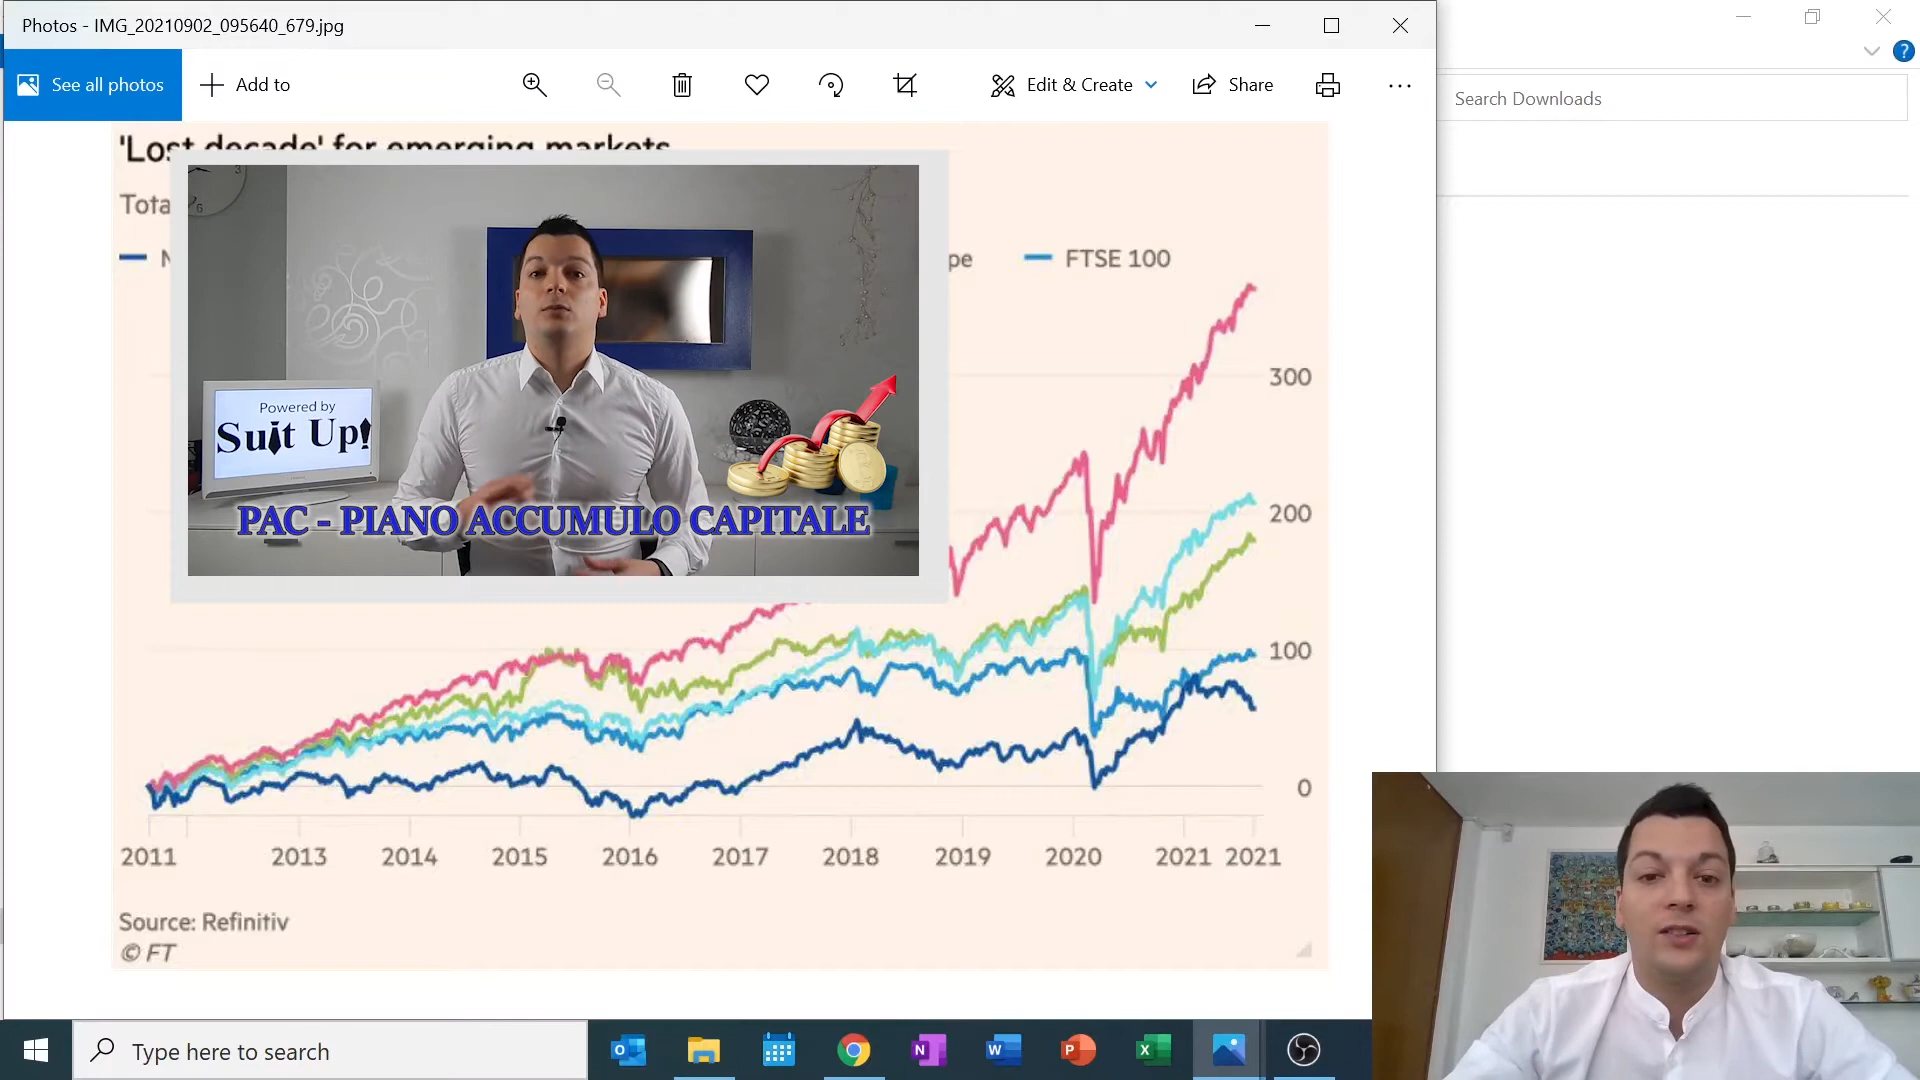 Photos - IMG_20210902_095640_679.jpg
See all photos
Add to
Edit & Create
Share
Search Downloads
'Lost decade' for emerging markets
Tota
N
pe
FTSE 100
3
6
Powered by
Suit Up!
PAC - PIANO ACCUMULO CAPITALE
300
200
100
0
2011 2013 2014 2015 2016 2017 2018 2019 2020 2021 2021
Source: Refinitiv
© FT
Type here to search